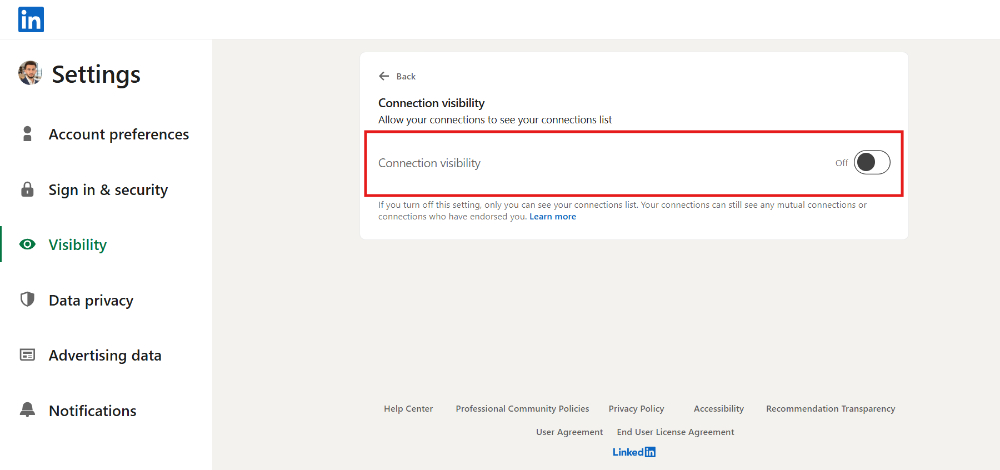 in
Settings
Account preferences
Sign in & security
Visibility
Data privacy
Advertising data
Notifications
Back
Connection visibility
Allow your connections to see your connections list
Connection visibility
Off
If you turn off this setting, only you can see your connections list. Your connections can still see any mutual connections or
connections who have endorsed you. Learn more
Help Center Professional Community Policies Privacy Policy Accessibility Recommendation Transparency
User Agreement End User License Agreement
LinkedIn